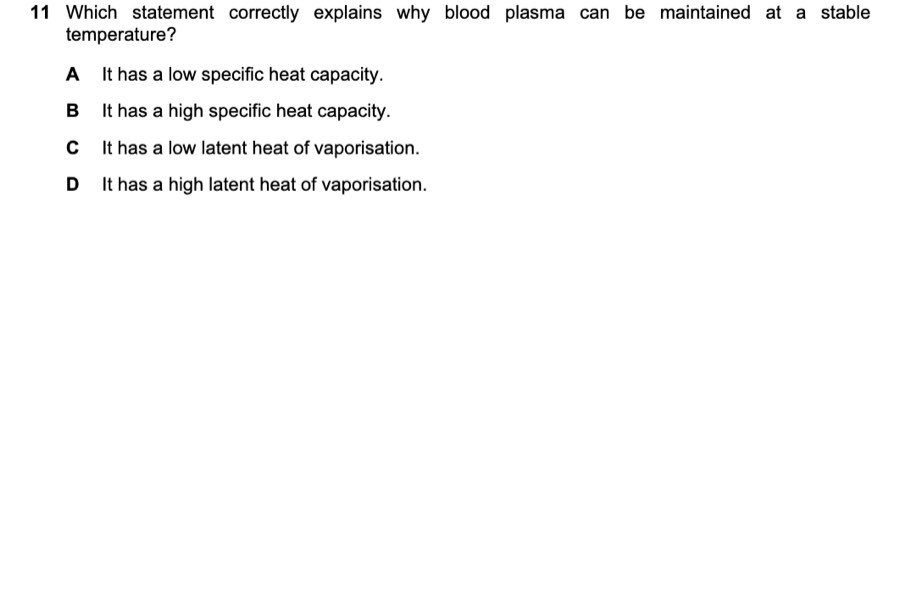 11 Which statement correctly explains why blood plasma can be maintained at a stable
temperature?
A It has a low specific heat capacity.
B It has a high specific heat capacity.
C It has a low latent heat of vaporisation.
D It has a high latent heat of vaporisation.